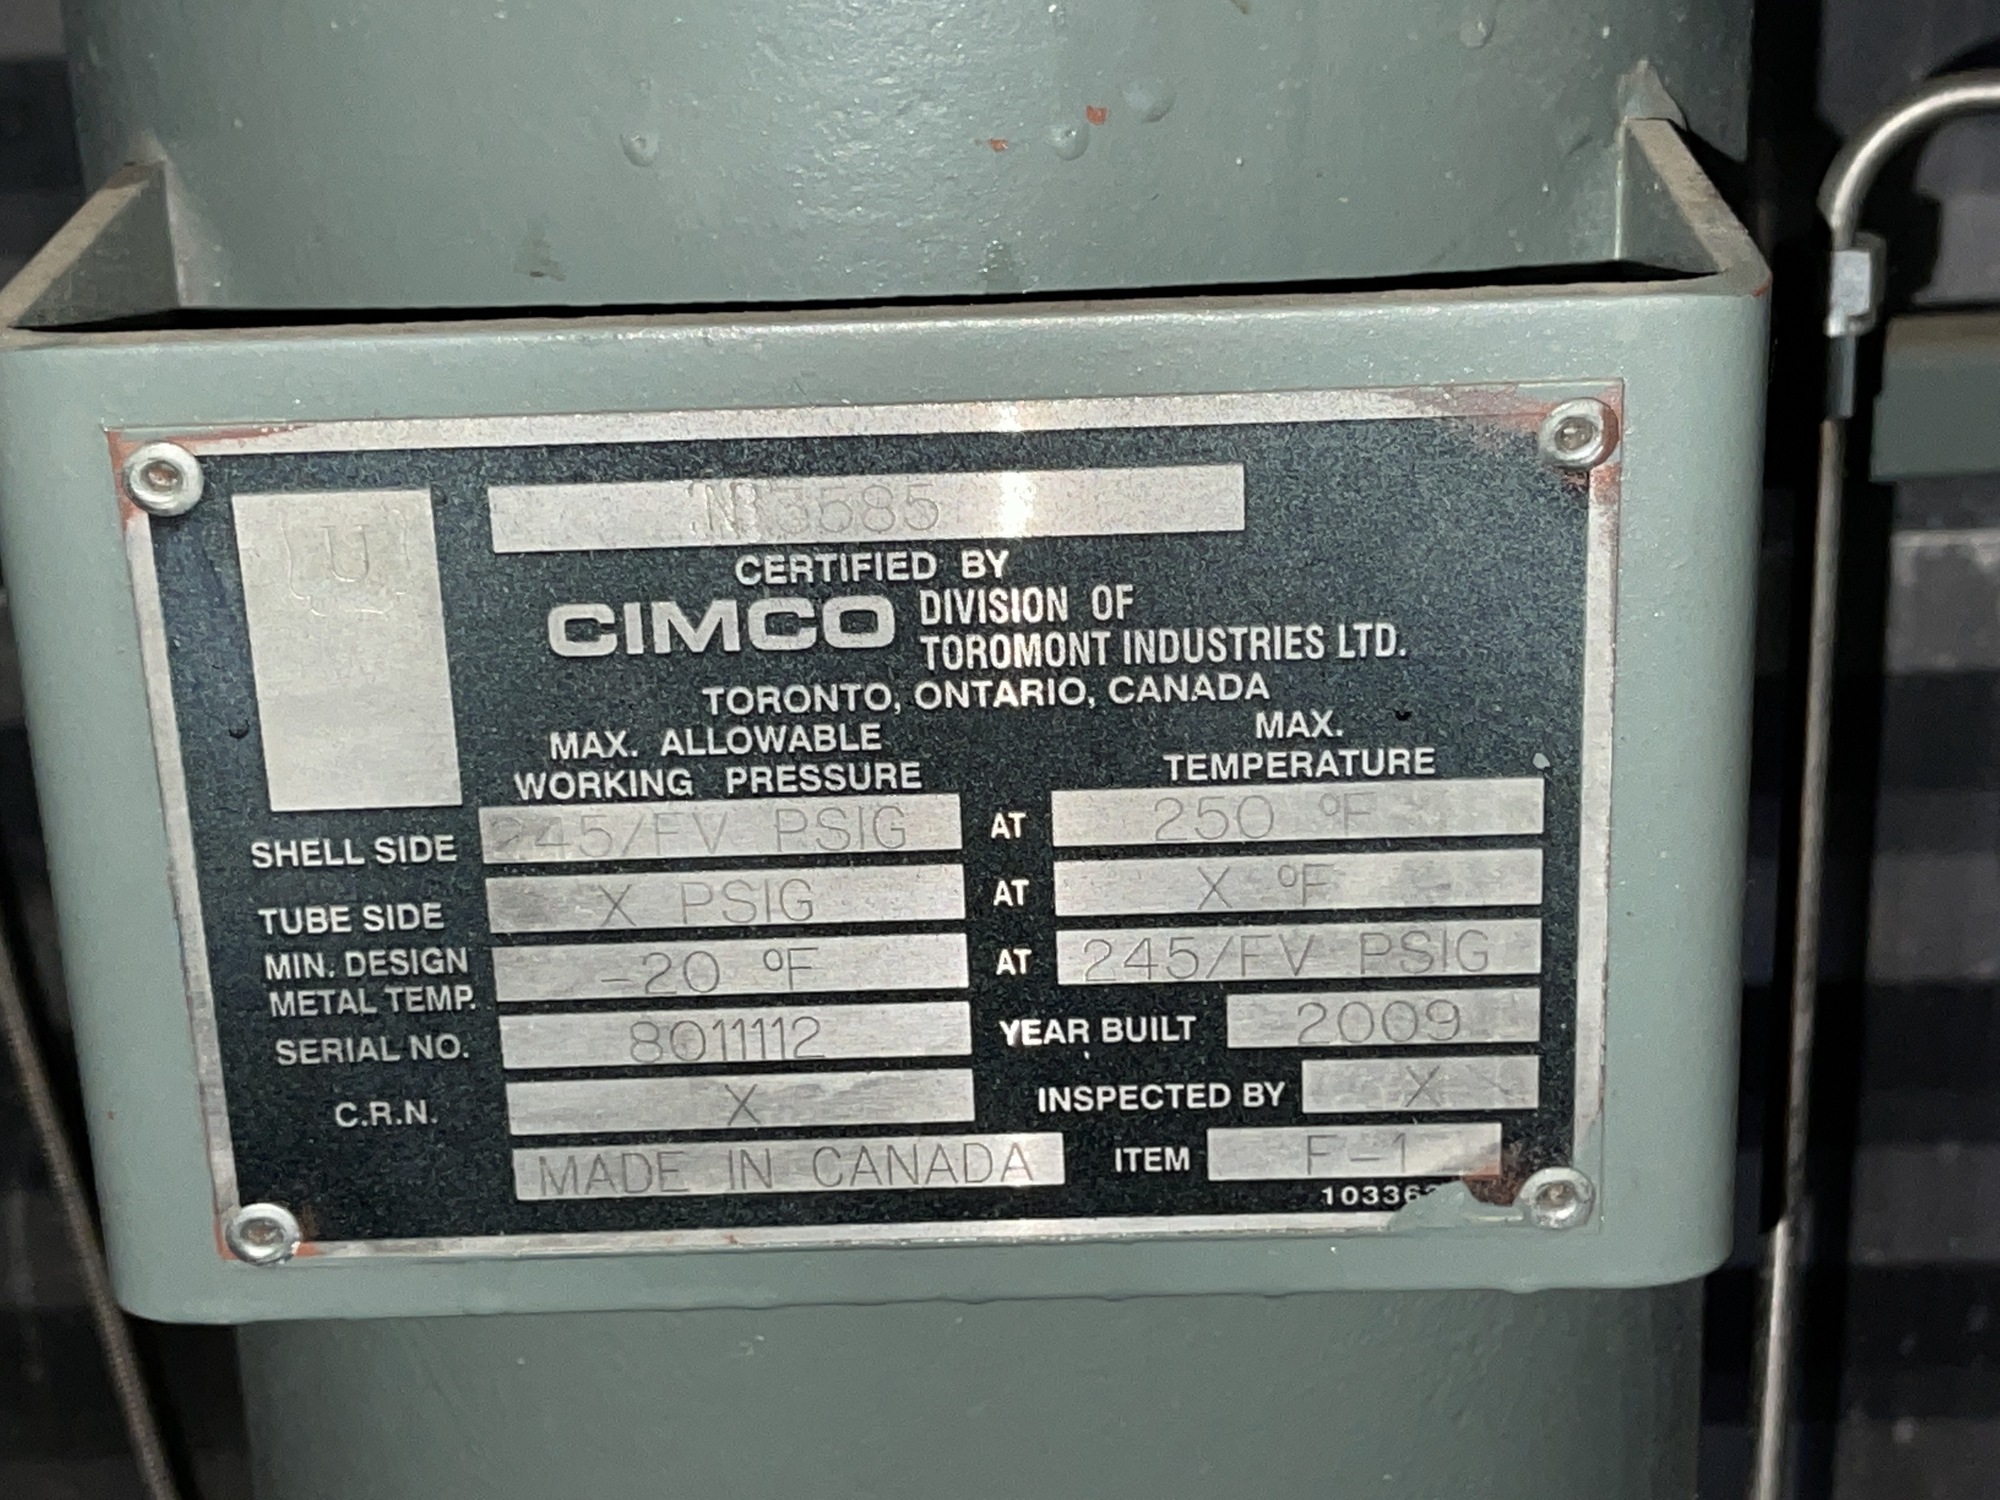 U
3585
CERTIFIED BY
CIMCO DIVISION OF
TOROMONT INDUSTRIES LTD.
TORONTO, ONTARIO, CANADA
MAX. ALLOWABLE WORKING PRESSURE
MAX. TEMPERATURE
SHELL SIDE 245/FV PSIG AT 250 °F
TUBE SIDE X PSIG AT X °F
MIN. DESIGN METAL TEMP. -20 °F AT 245/FV PSIG
SERIAL NO. 8011112 YEAR BUILT 2009
C.R.N. X INSPECTED BY X
MADE IN CANADA ITEM F-1